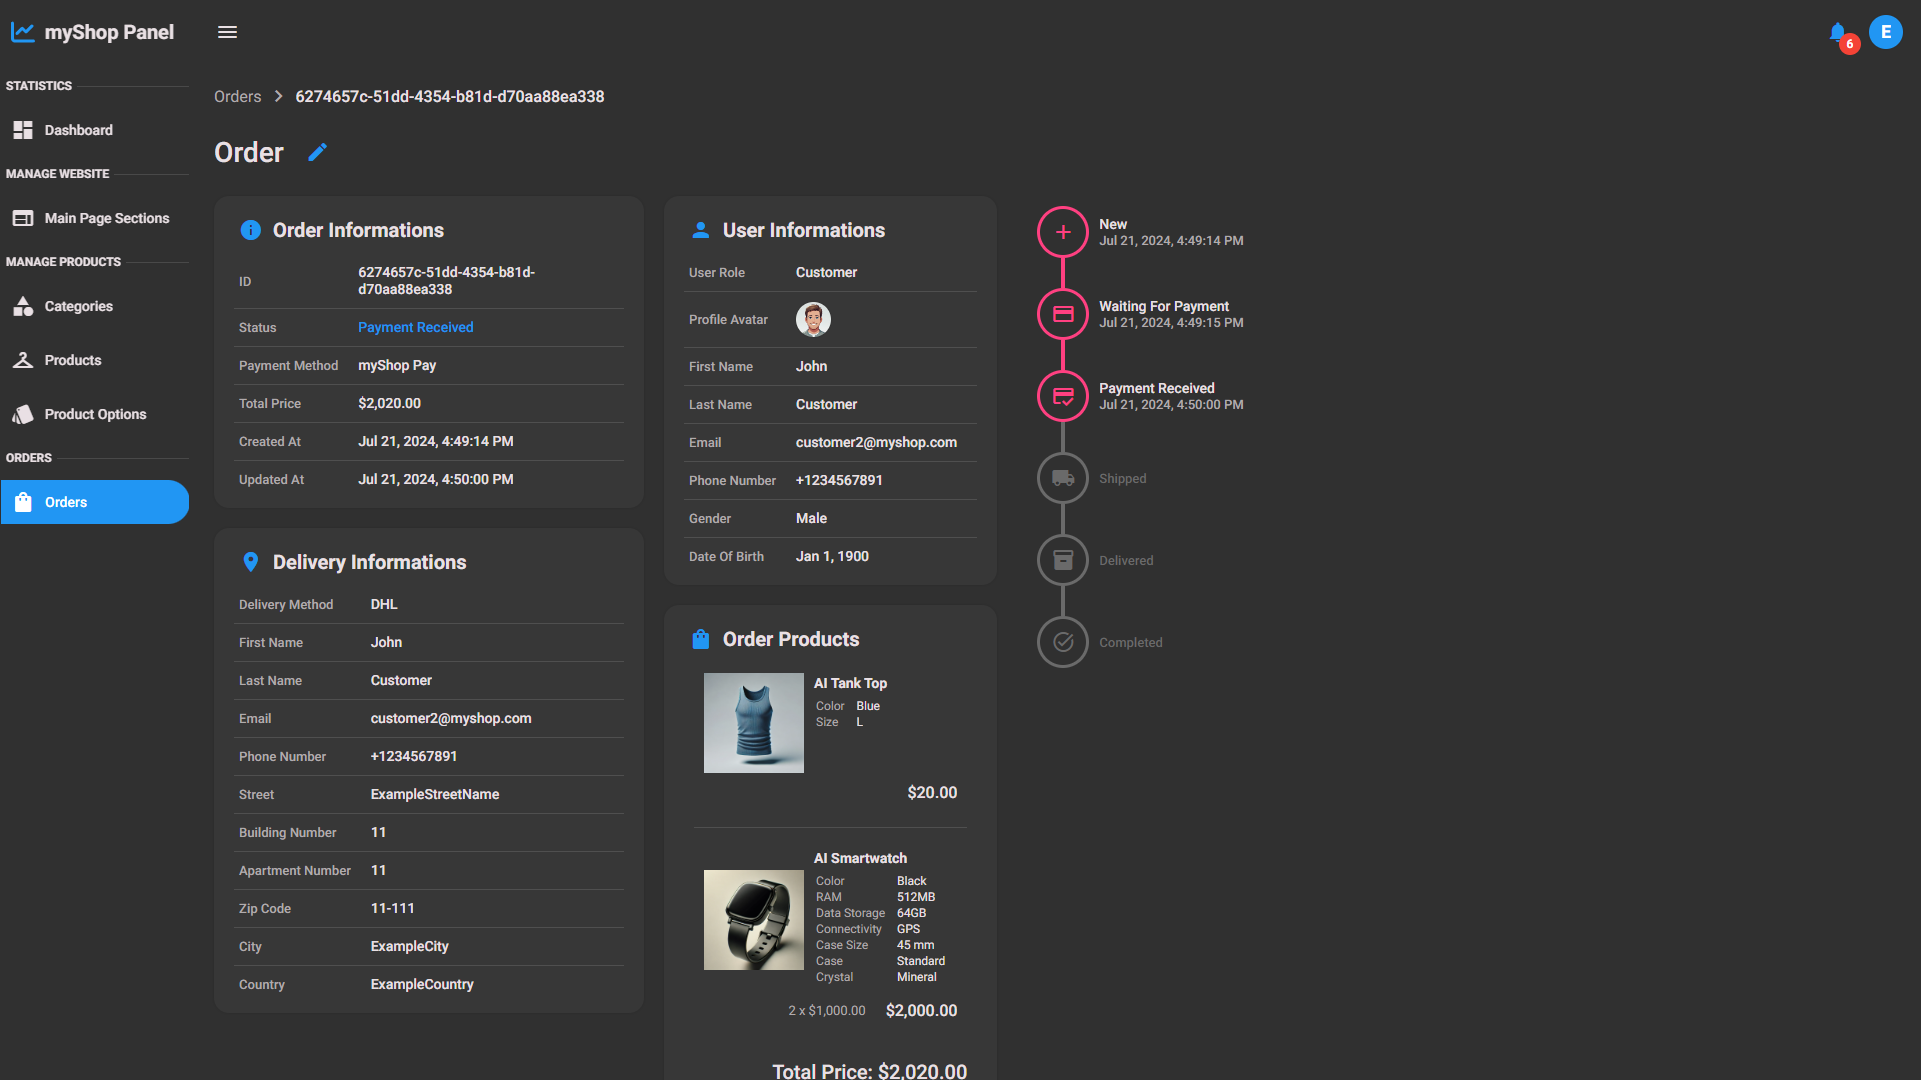 myShop Panel
6
E
STATISTICS
Dashboard
MANAGE WEBSITE
Main Page Sections
MANAGE PRODUCTS
Categories
Products
Product Options
ORDERS
Orders
Orders 6274657c-51dd-4354-b81d-d70aa88ea338
Order
Order Informations
ID 6274657c-51dd-4354-b81d-
d70aa88ea338
Status Payment Received
Payment Method myShop Pay
Total Price $2,020.00
Created At Jul 21, 2024, 4:49:14 PM
Updated At Jul 21, 2024, 4:50:00 PM
Delivery Informations
Delivery Method DHL
First Name John
Last Name Customer
Email customer2@myshop.com
Phone Number +1234567891
Street ExampleStreetName
Building Number 11
Apartment Number 11
Zip Code 11-111
City ExampleCity
Country ExampleCountry
User Informations
User Role Customer
Profile Avatar
First Name John
Last Name Customer
Email customer2@myshop.com
Phone Number +1234567891
Gender Male
Date Of Birth Jan 1, 1900
Order Products
AI Tank Top
Color Blue
Size L
$20.00
AI Smartwatch
Color Black
RAM 512MB
Data Storage 64GB
Connectivity GPS
Case Size 45 mm
Case Standard
Crystal Mineral
2 x $1,000.00 $2,000.00
Total Price: $2,020.00
New
Jul 21, 2024, 4:49:14 PM
Waiting For Payment
Jul 21, 2024, 4:49:15 PM
Payment Received
Jul 21, 2024, 4:50:00 PM
Shipped
Delivered
Completed